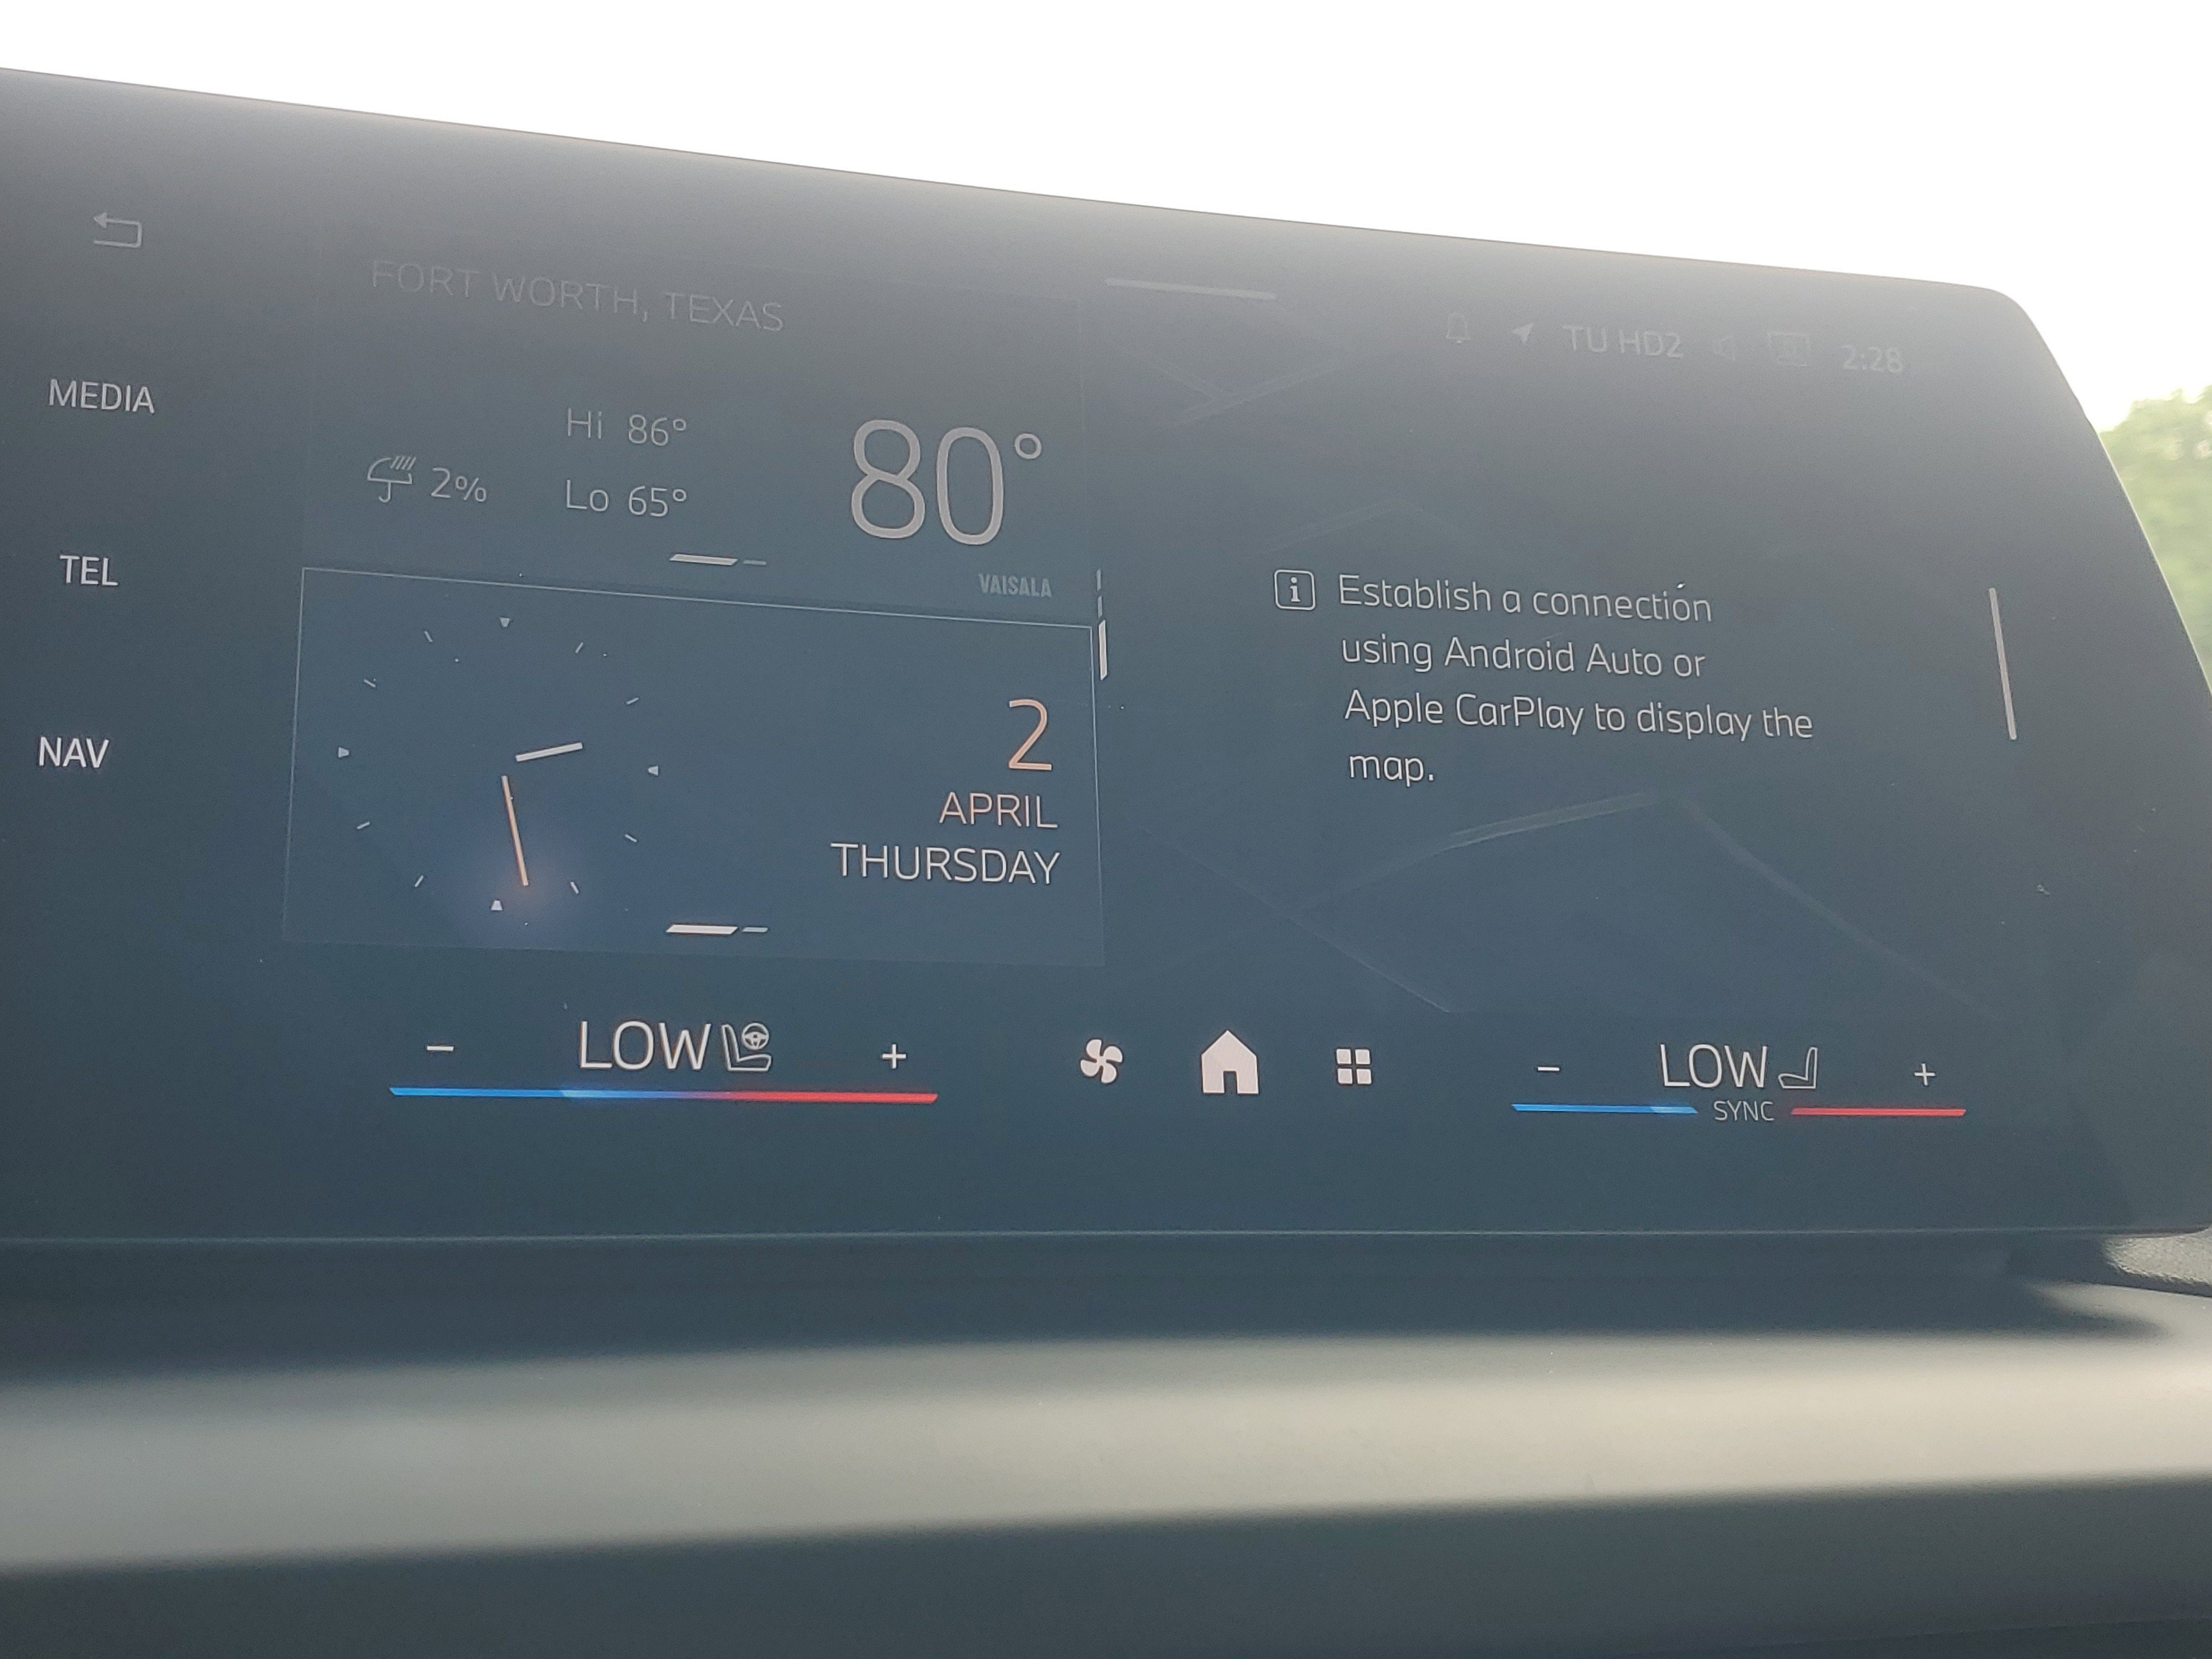 FORT WORTH, TEXAS
TU HD2 2:28
MEDIA
Hi 86°
Lo 65°
2%
80°
VAISALA
TEL
NAV
2
APRIL
THURSDAY
Establish a connection
using Android Auto or
Apple CarPlay to display the
map.
- LOW +
- LOW +
SYNC